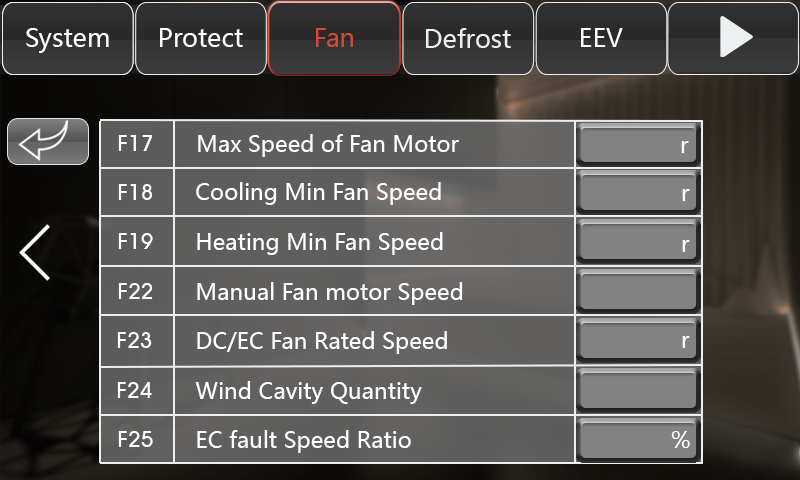 System Protect Fan Defrost EEV
F17 Max Speed of Fan Motor r
F18 Cooling Min Fan Speed r
F19 Heating Min Fan Speed r
F22 Manual Fan motor Speed
F23 DC/EC Fan Rated Speed r
F24 Wind Cavity Quantity
F25 EC fault Speed Ratio %